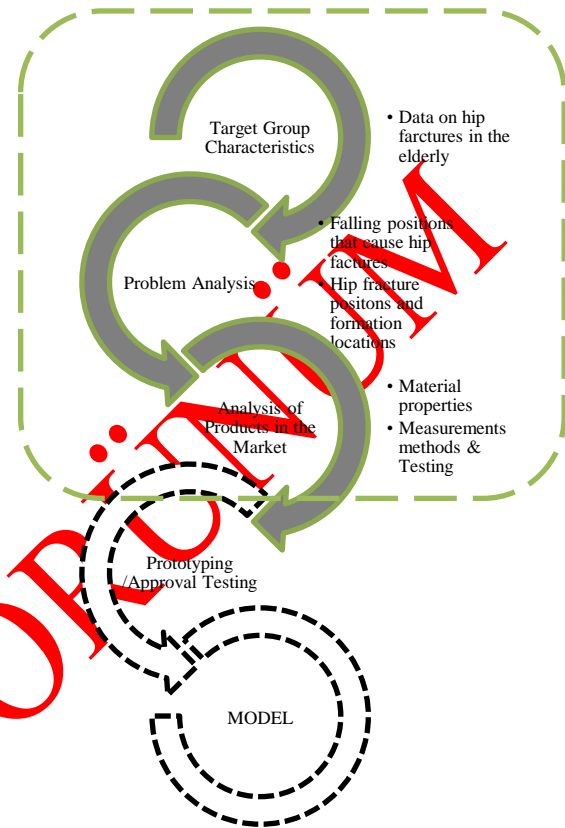 Target Group
Characteristics
• Data on hip
farctures in the
elderly
Problem Analysis
• Falling positions
that cause hip
factures
• Hip fracture
positons and
formation
locations
Analysis of
Products in the
Market
• Material
properties
• Measurements
methods &
Testing
Prototyping
/Approval Testing
MODEL
ORÜNÜM